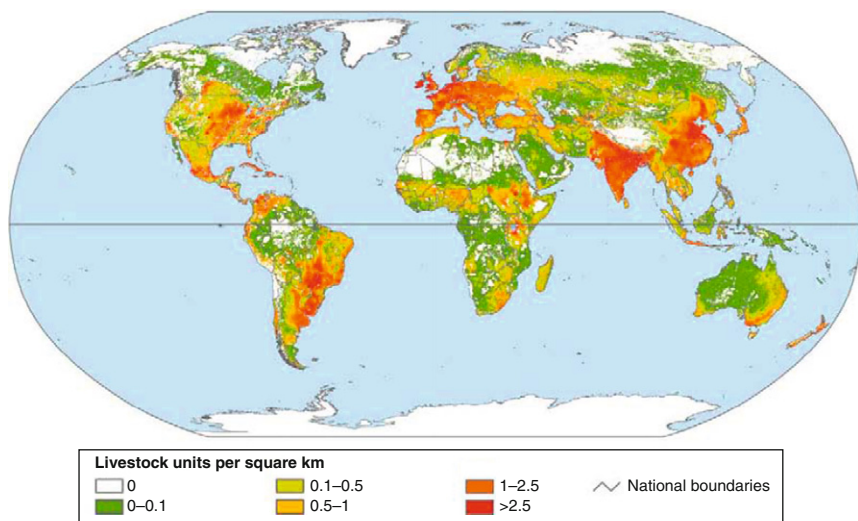 Livestock units per square km
0 0.1–0.5 1–2.5 National boundaries
0–0.1 0.5–1 >2.5